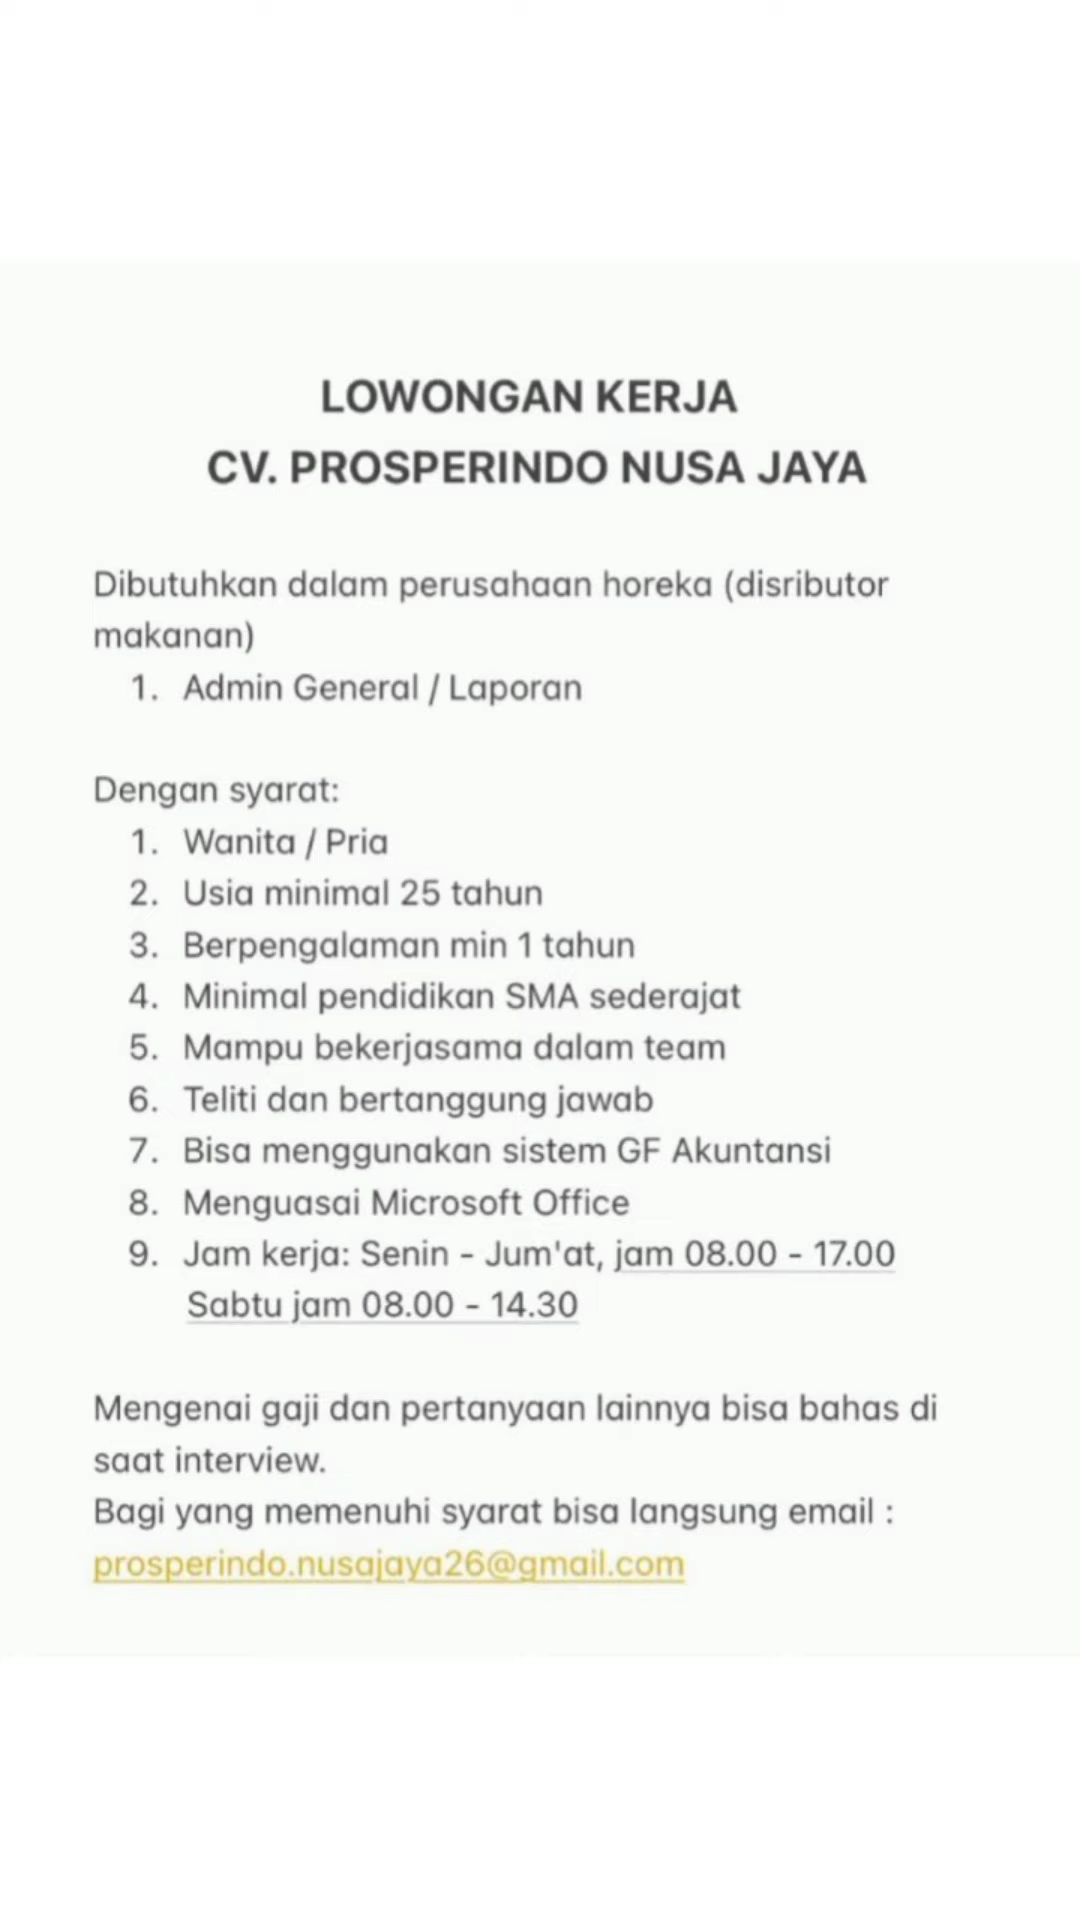 LOWONGAN KERJA
CV. PROSPERINDO NUSA JAYA
Dibutuhkan dalam perusahaan horeka (disributor
makanan)
1. Admin General / Laporan
Dengan syarat:
1. Wanita / Pria
2. Usia minimal 25 tahun
3. Berpengalaman min 1 tahun
4. Minimal pendidikan SMA sederajat
5. Mampu bekerjasama dalam team
6. Teliti dan bertanggung jawab
7. Bisa menggunakan sistem GF Akuntansi
8. Menguasai Microsoft Office
9. Jam kerja: Senin - Jum'at, jam 08.00 - 17.00
Sabtu jam 08.00 - 14.30
Mengenai gaji dan pertanyaan lainnya bisa bahas di
saat interview.
Bagi yang memenuhi syarat bisa langsung email :
prosperindo.nusajaya26@gmail.com